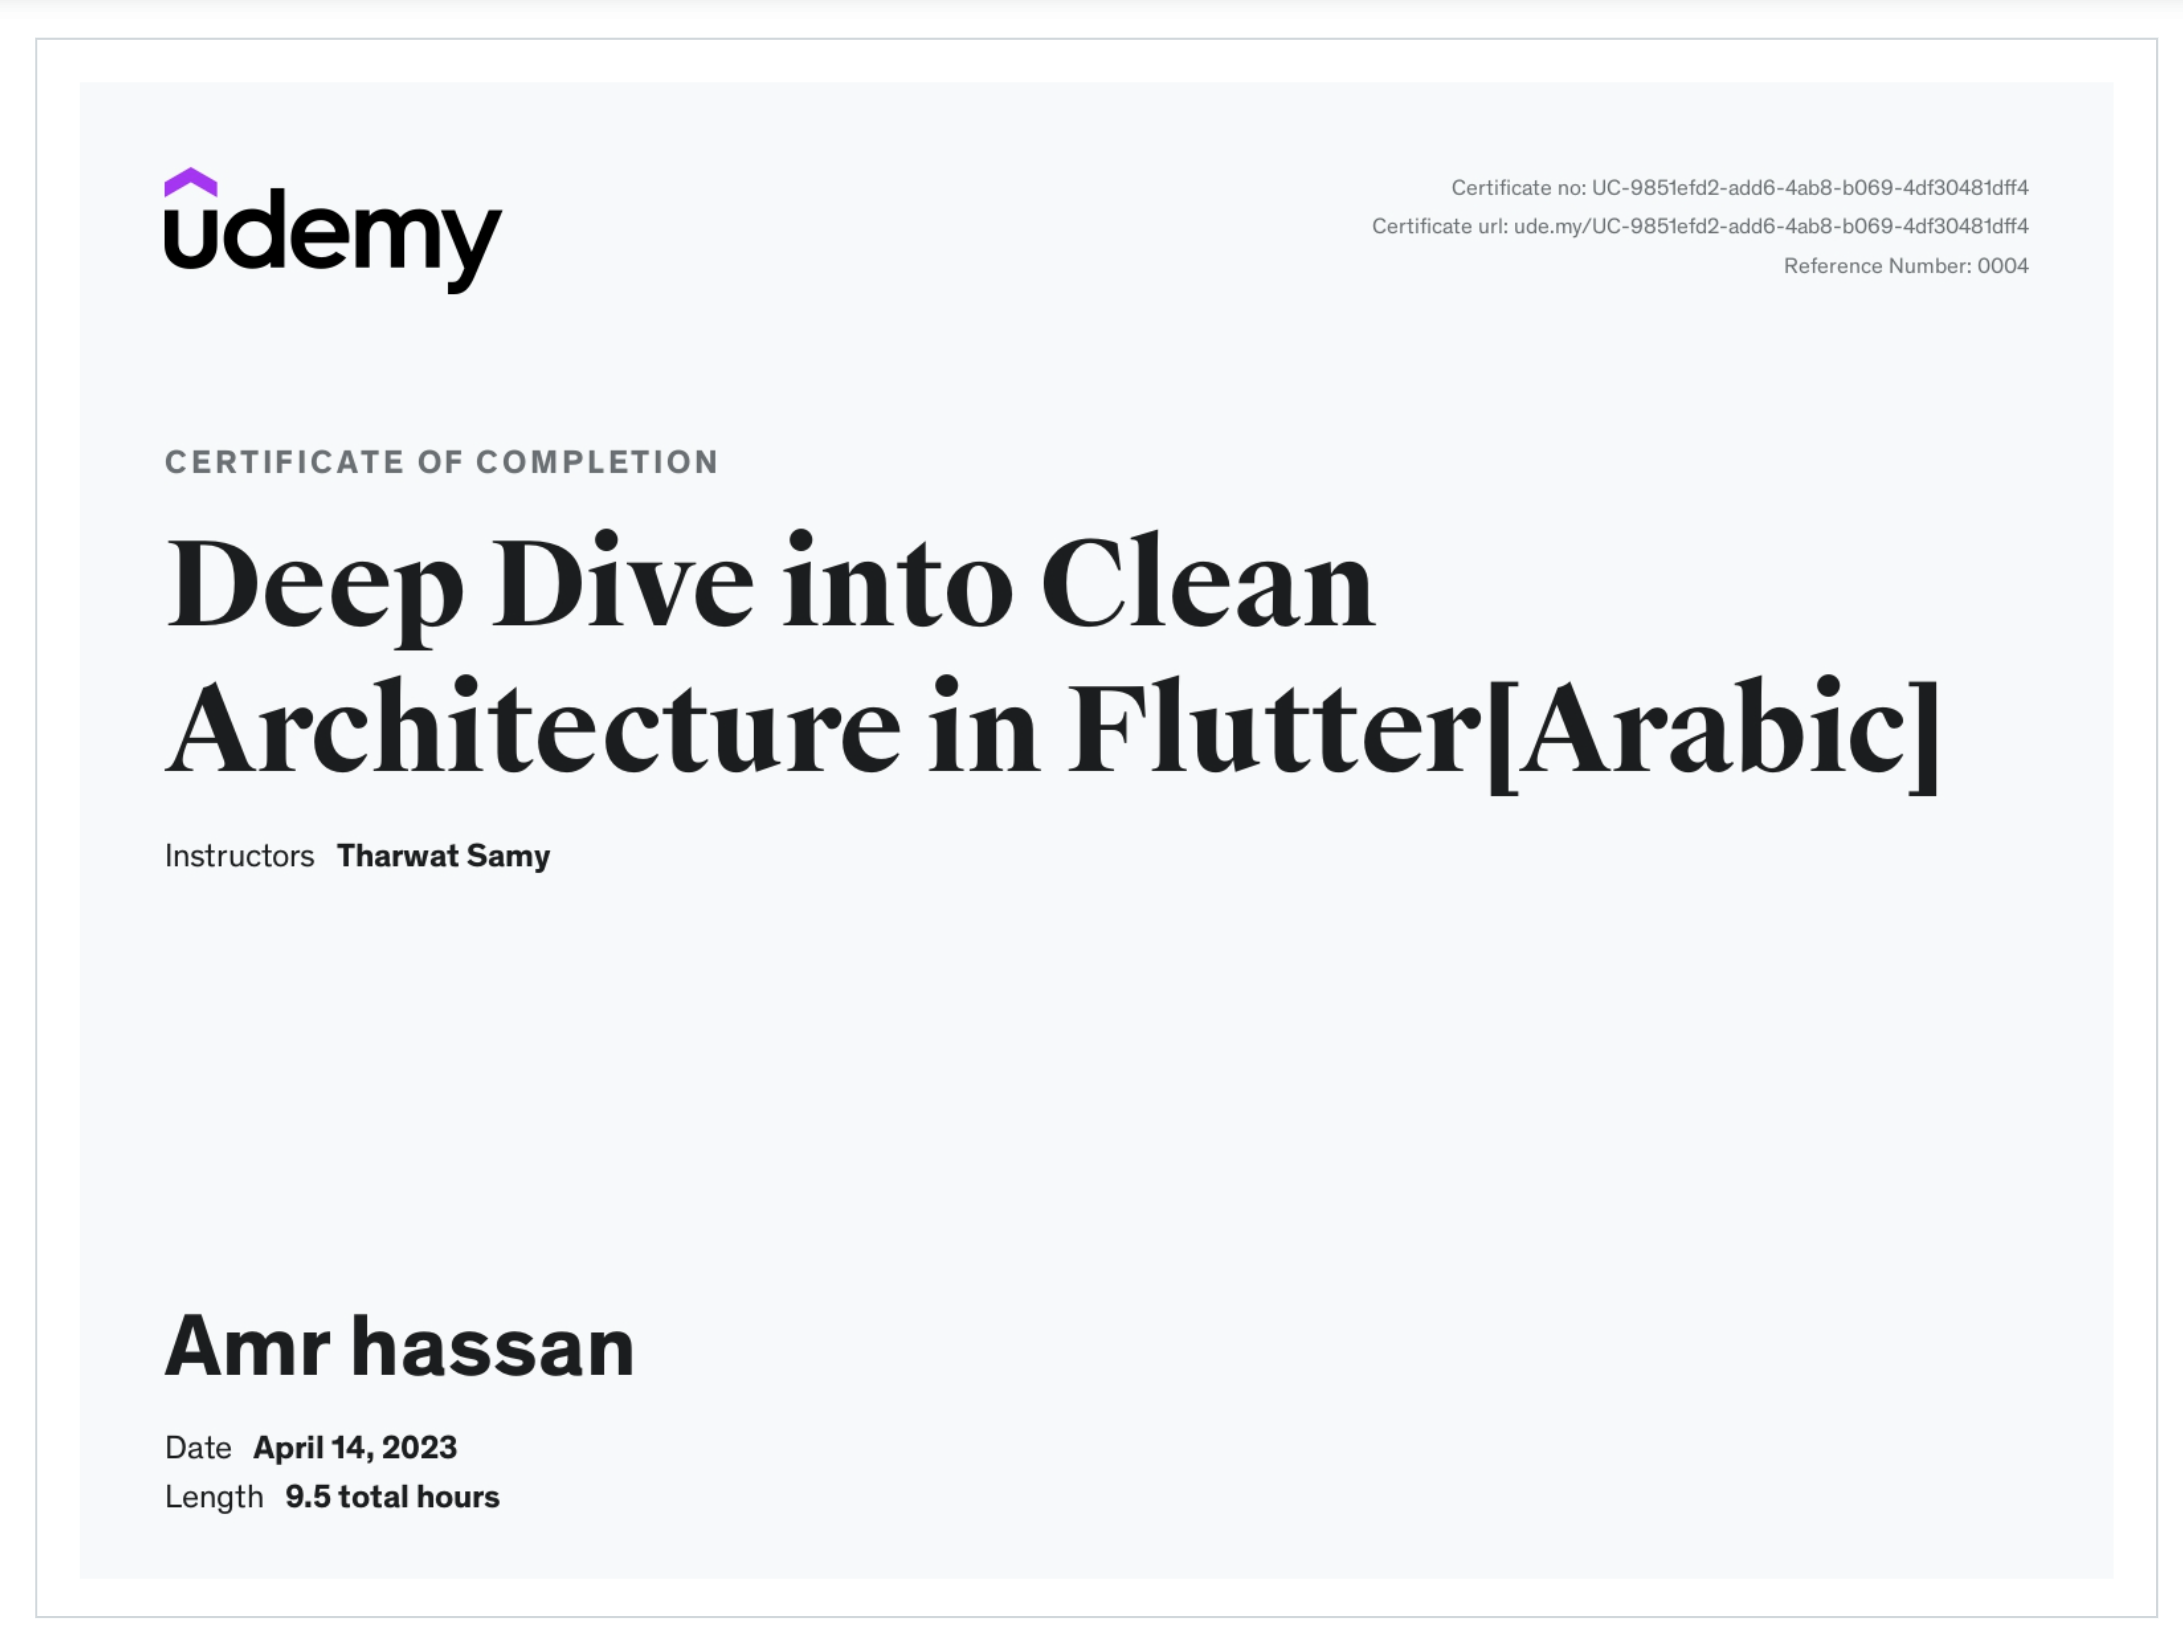 udemy
Certificate no: UC-9851efd2-add6-4ab8-b069-4df30481dff4
Certificate url: ude.my/UC-9851efd2-add6-4ab8-b069-4df30481dff4
Reference Number: 0004
CERTIFICATE OF COMPLETION
Deep Dive into Clean
Architecture in Flutter[Arabic]
Instructors Tharwat Samy
Amr hassan
Date April 14, 2023
Length 9.5 total hours